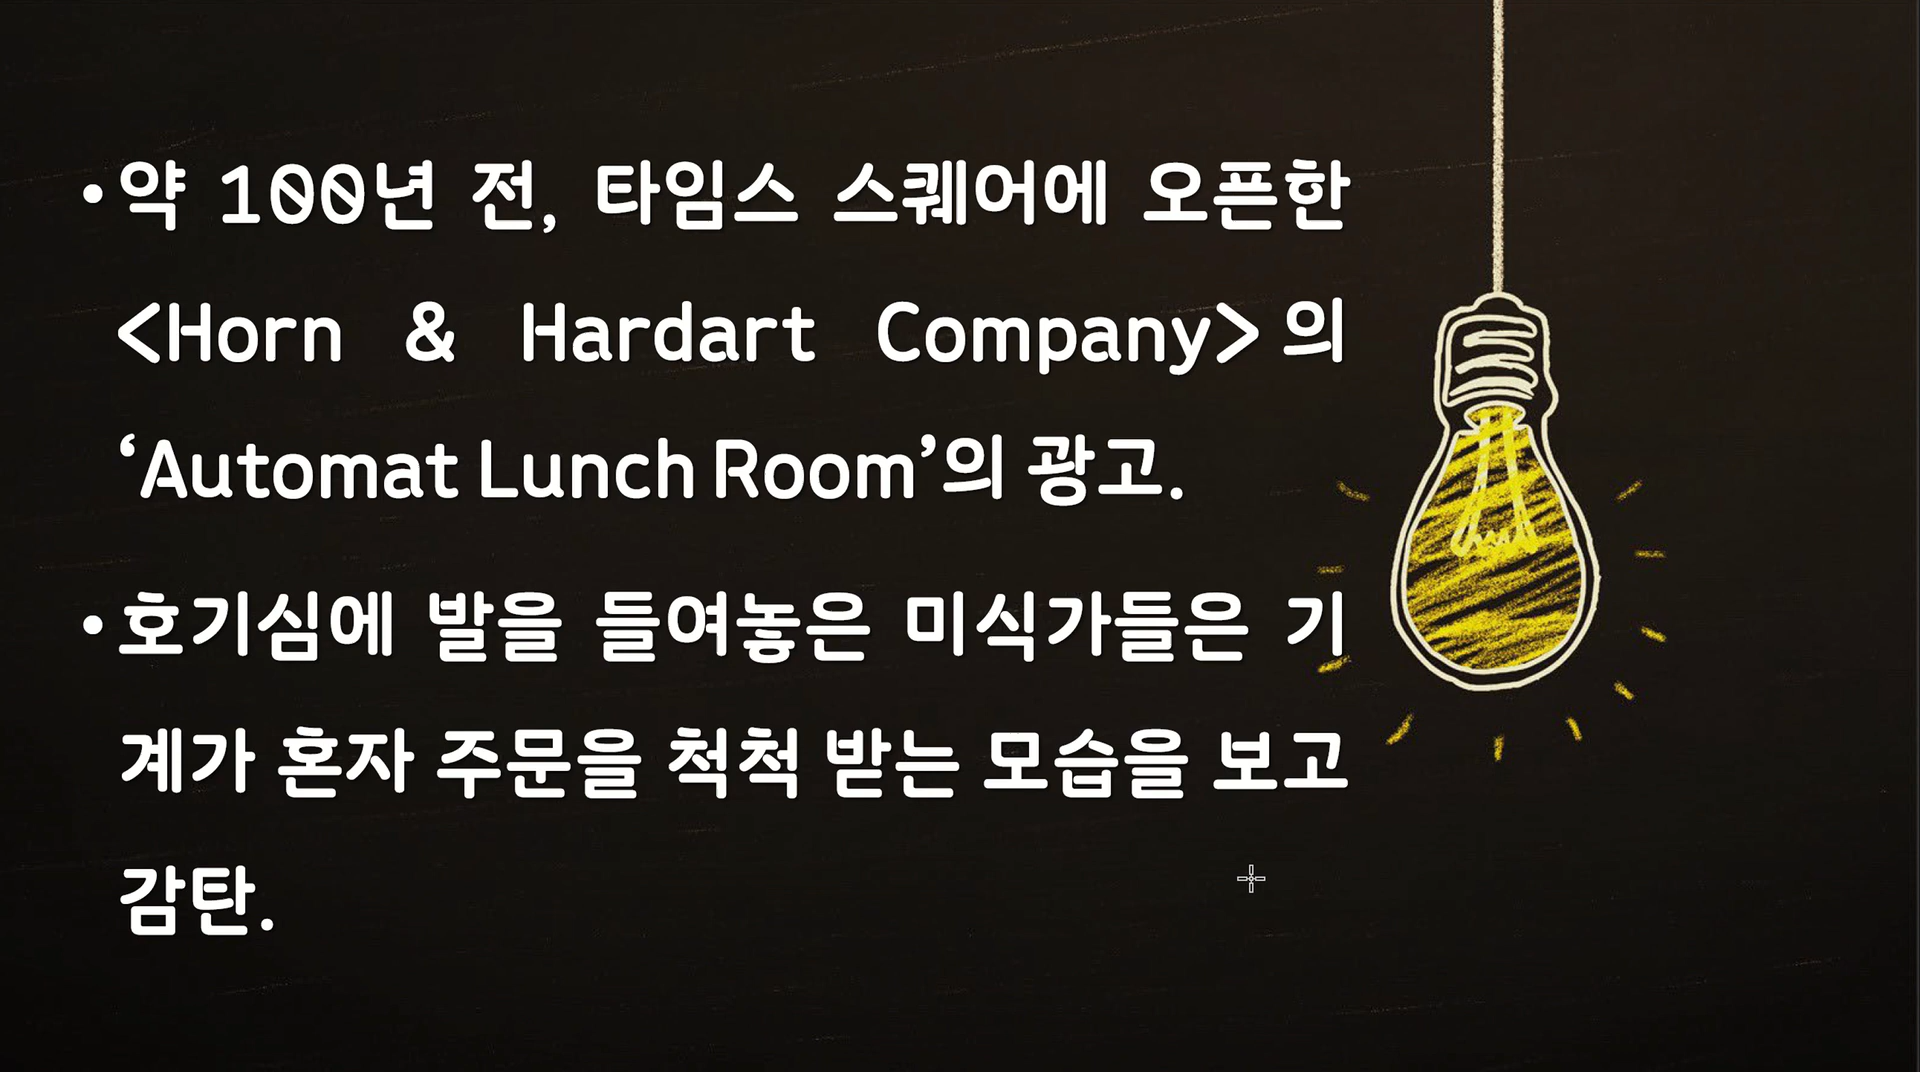 • 약 100년 전, 타임스 스퀘어에 오픈한
<Horn & Hardart Company>의
‘Automat Lunch Room’의 광고.
• 호기심에 발을 들여놓은 미식가들은 기
계가 혼자 주문을 척척 받는 모습을 보고
감탄.